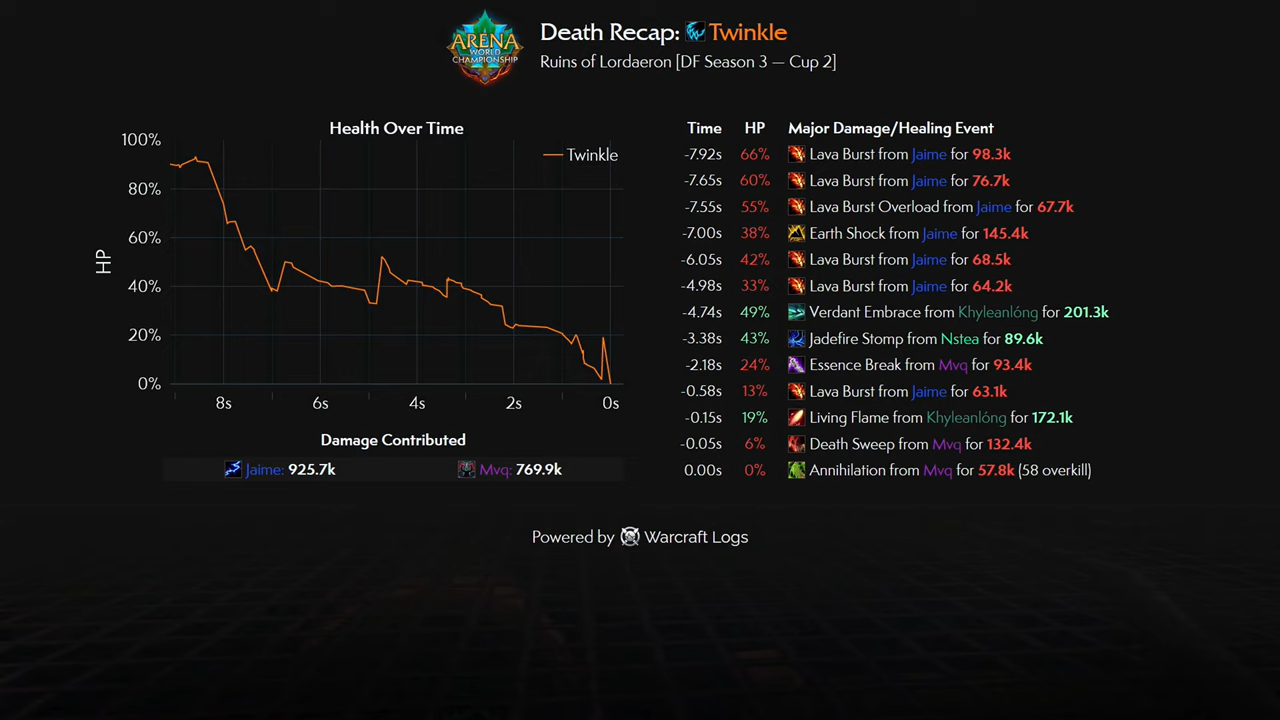 ARENA
WORLD
CHAMPIONSHIP
Death Recap: Twinkle
Ruins of Lordaeron [DF Season 3 — Cup 2]
Health Over Time
Twinkle
HP
100%
80%
60%
40%
20%
0%
8s 6s 4s 2s 0s
Damage Contributed
Jaime: 925.7k Mvq: 769.9k
Time HP Major Damage/Healing Event
-7.92s 66% Lava Burst from Jaime for 98.3k
-7.65s 60% Lava Burst from Jaime for 76.7k
-7.55s 55% Lava Burst Overload from Jaime for 67.7k
-7.00s 38% Earth Shock from Jaime for 145.4k
-6.05s 42% Lava Burst from Jaime for 68.5k
-4.98s 33% Lava Burst from Jaime for 64.2k
-4.74s 49% Verdant Embrace from Khyleanlóng for 201.3k
-3.38s 43% Jadefire Stomp from Nstea for 89.6k
-2.18s 24% Essence Break from Mvq for 93.4k
-0.58s 13% Lava Burst from Jaime for 63.1k
-0.15s 19% Living Flame from Khyleanlóng for 172.1k
-0.05s 6% Death Sweep from Mvq for 132.4k
0.00s 0% Annihilation from Mvq for 57.8k (58 overkill)
Powered by Warcraft Logs